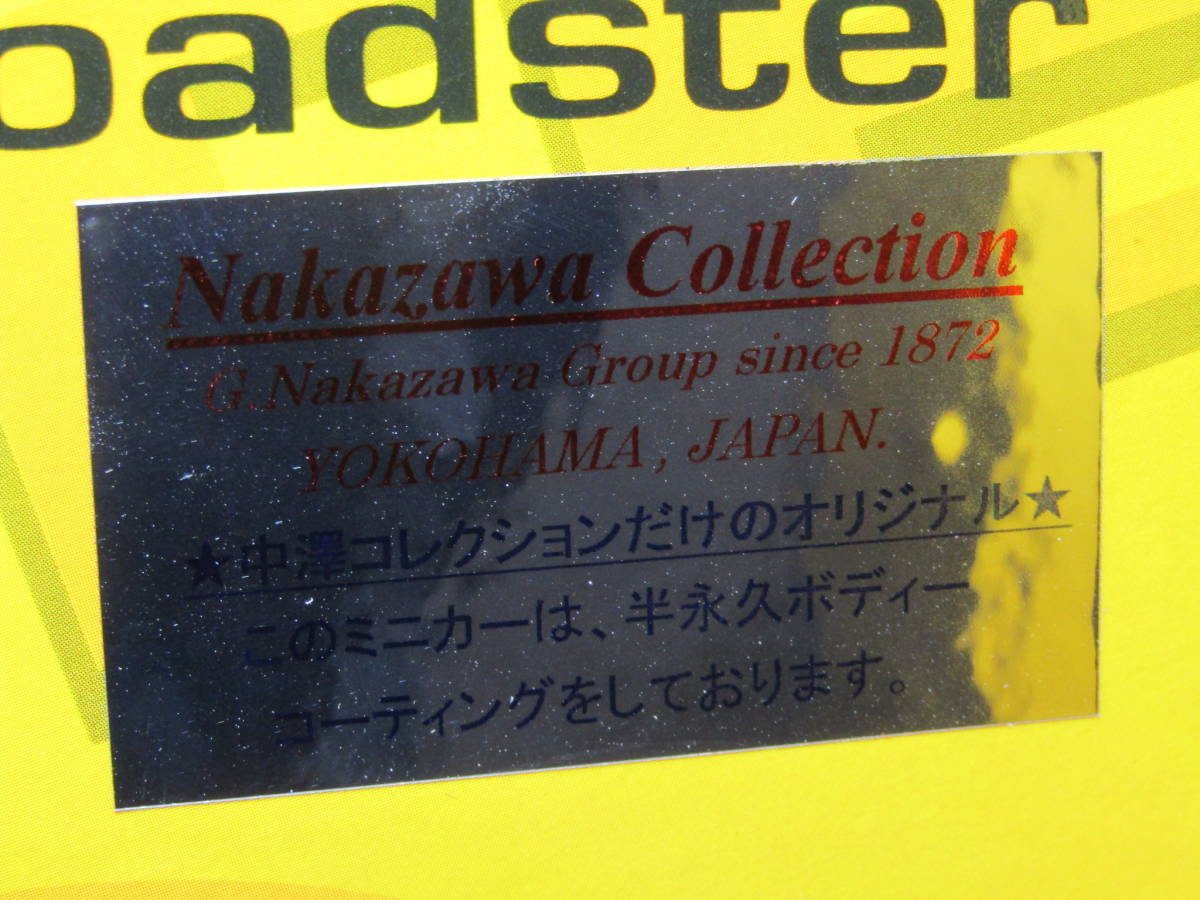 oadster
Nakazawa Collection
G.Nakazawa Group since 1872
YOKOHAMA, JAPAN.
★中澤コレクションだけのオリジナル★
このミニカーは、半永久ボディー
コーティングをしております。